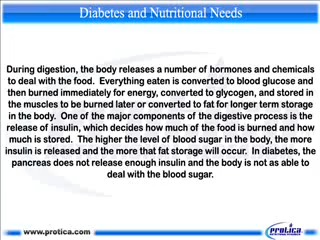 Diabetes and Nutritional Needs
During digestion, the body releases a number of hormones and chemicals
to deal with the food.  Everything eaten is converted to blood glucose and
then burned immediately for energy, converted to glycogen, and stored in
the muscles to be burned later or converted to fat for longer term storage
in the body.  One of the major components of the digestive process is the
release of insulin, which decides how much of the food is burned and how
much is stored.  The higher the level of blood sugar in the body, the more
insulin is released and the more that fat storage will occur.  In diabetes, the
pancreas does not release enough insulin and the body is not as able to
deal with the blood sugar.
www.protica.com
protica